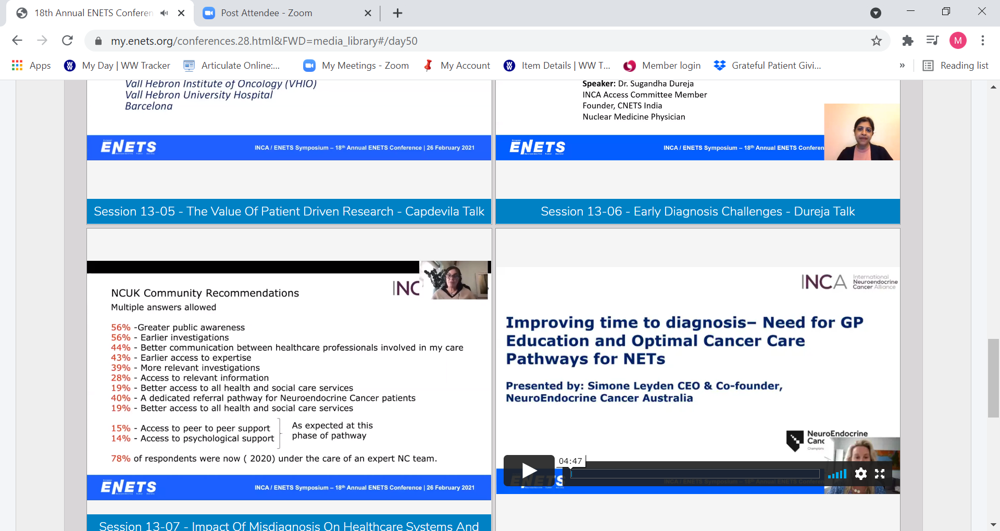 18th Annual ENETS Conferen
Post Attendee - Zoom
my.enets.org/conferences.28.html&FWD=media_library#/day50
M
Apps
My Day | WW Tracker
Articulate Online:...
My Meetings - Zoom
My Account
Item Details | WW T...
Member login
Grateful Patient Givi...
»
Reading list
Vall Hebron Institute of Oncology (VHIO)
Vall Hebron University Hospital
Barcelona
ENETS
INCA / ENETS Symposium – 18th Annual ENETS Conference | 26 February 2021
Session 13-05 - The Value Of Patient Driven Research - Capdevila Talk
Speaker: Dr. Sugandha Dureja
INCA Access Committee Member
Founder, CNETS India
Nuclear Medicine Physician
ENETS
INCA / ENETS Symposium – 18th Annual ENETS Conferen
Session 13-06 - Early Diagnosis Challenges - Dureja Talk
INC
NCUK Community Recommendations
Multiple answers allowed
56% -Greater public awareness
56% - Earlier investigations
44% - Better communication between healthcare professionals involved in my care
43% - Earlier access to expertise
39% - More relevant investigations
28% - Access to relevant information
19% - Better access to all health and social care services
40% - A dedicated referral pathway for Neuroendocrine Cancer patients
19% - Better access to all health and social care services
15% - Access to peer to peer support
14% - Access to psychological support
As expected at this
phase of pathway
78% of respondents were now ( 2020) under the care of an expert NC team.
ENETS
INCA / ENETS Symposium – 18th Annual ENETS Conference | 26 February 2021
Session 13-07 - Impact Of Misdiagnosis On Healthcare Systems And
INCA
International
Neuroendocrine
Cancer Alliance
Improving time to diagnosis– Need for GP
Education and Optimal Cancer Care
Pathways for NETs
Presented by: Simone Leyden CEO & Co-founder,
NeuroEndocrine Cancer Australia
NeuroEndocrine
Canc
Champions
04:47
ENETS
INCA / ENETS Symposium – 18th Annual ENETS Conferen